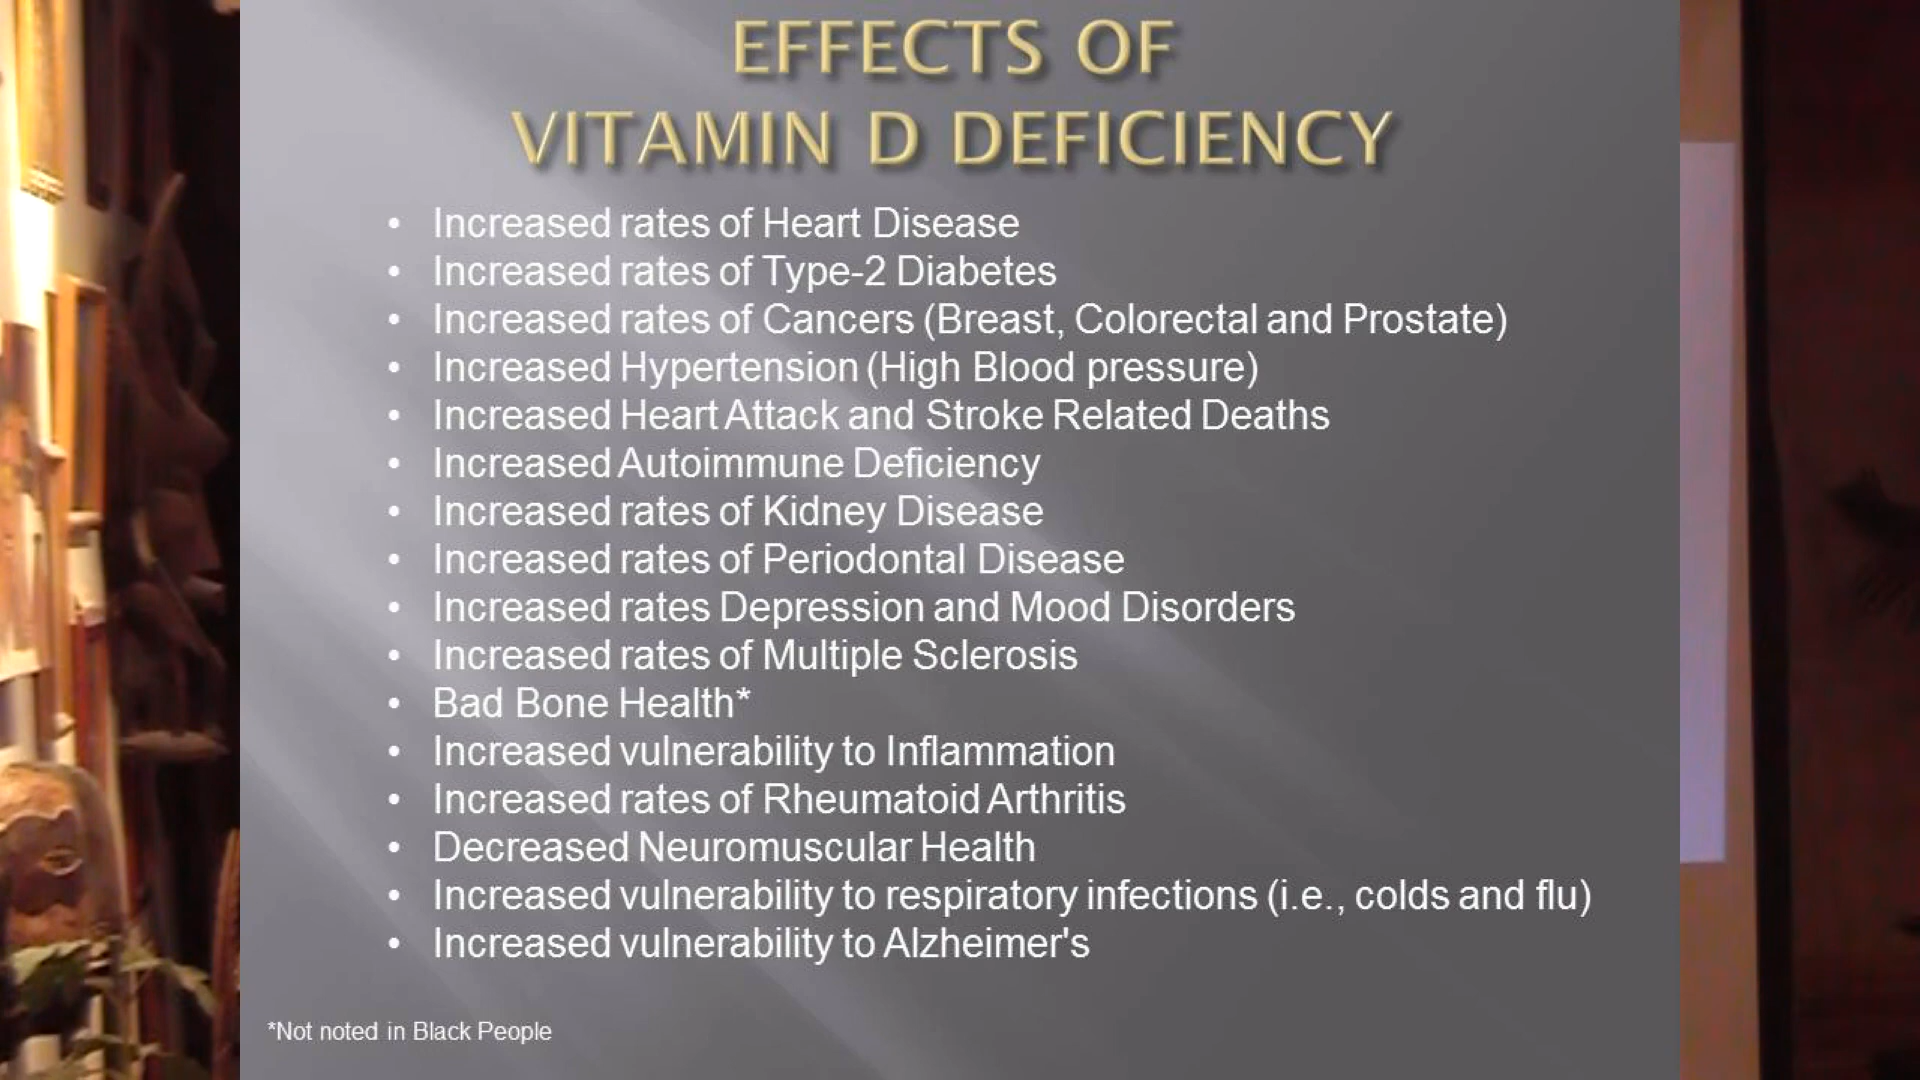 EFFECTS OF
VITAMIN D DEFICIENCY
• Increased rates of Heart Disease
• Increased rates of Type-2 Diabetes
• Increased rates of Cancers (Breast, Colorectal and Prostate)
• Increased Hypertension (High Blood pressure)
• Increased Heart Attack and Stroke Related Deaths
• Increased Autoimmune Deficiency
• Increased rates of Kidney Disease
• Increased rates of Periodontal Disease
• Increased rates Depression and Mood Disorders
• Increased rates of Multiple Sclerosis
• Bad Bone Health*
• Increased vulnerability to Inflammation
• Increased rates of Rheumatoid Arthritis
• Decreased Neuromuscular Health
• Increased vulnerability to respiratory infections (i.e., colds and flu)
• Increased vulnerability to Alzheimer's
*Not noted in Black People